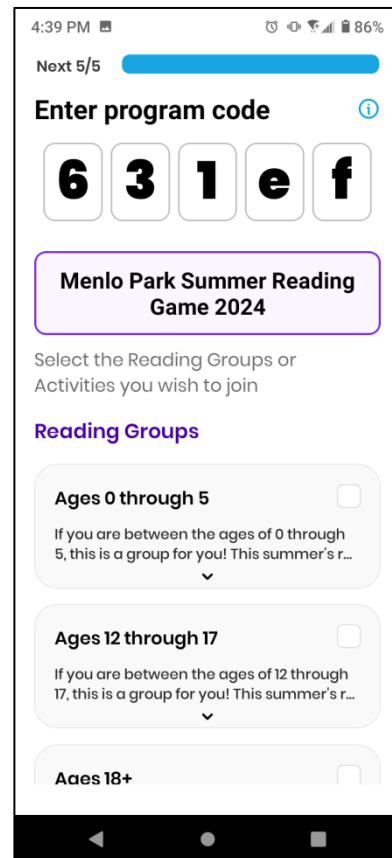 4:39 PM 86%
Next 5/5
Enter program code
6 3 1 e f
Menlo Park Summer Reading
Game 2024
Select the Reading Groups or
Activities you wish to join
Reading Groups
Ages 0 through 5
If you are between the ages of 0 through
5, this is a group for you! This summer's r...
Ages 12 through 17
If you are between the ages of 12 through
17, this is a group for you! This summer's r...
Ages 18+